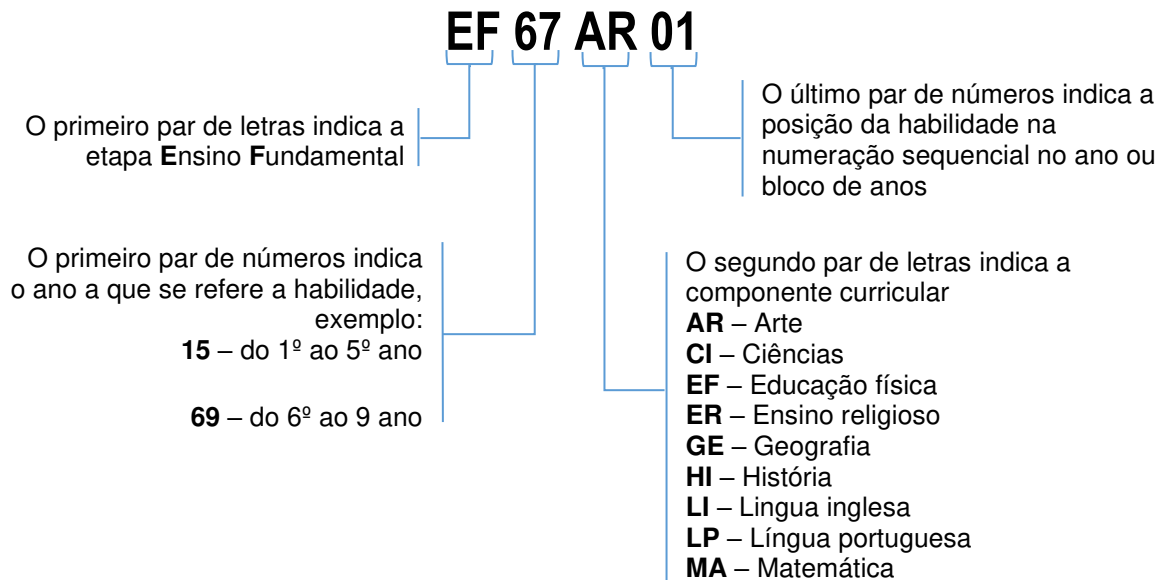 EF 67 AR 01
O primeiro par de letras indica a
etapa Ensino Fundamental
O último par de números indica a
posição da habilidade na
numeração sequencial no ano ou
bloco de anos
O primeiro par de números indica
o ano a que se refere a habilidade,
exemplo:
15 – do 1º ao 5º ano
69 – do 6º ao 9 ano
O segundo par de letras indica a
componente curricular
AR – Arte
CI – Ciências
EF – Educação física
ER – Ensino religioso
GE – Geografia
HI – História
LI – Lingua inglesa
LP – Língua portuguesa
MA – Matemática